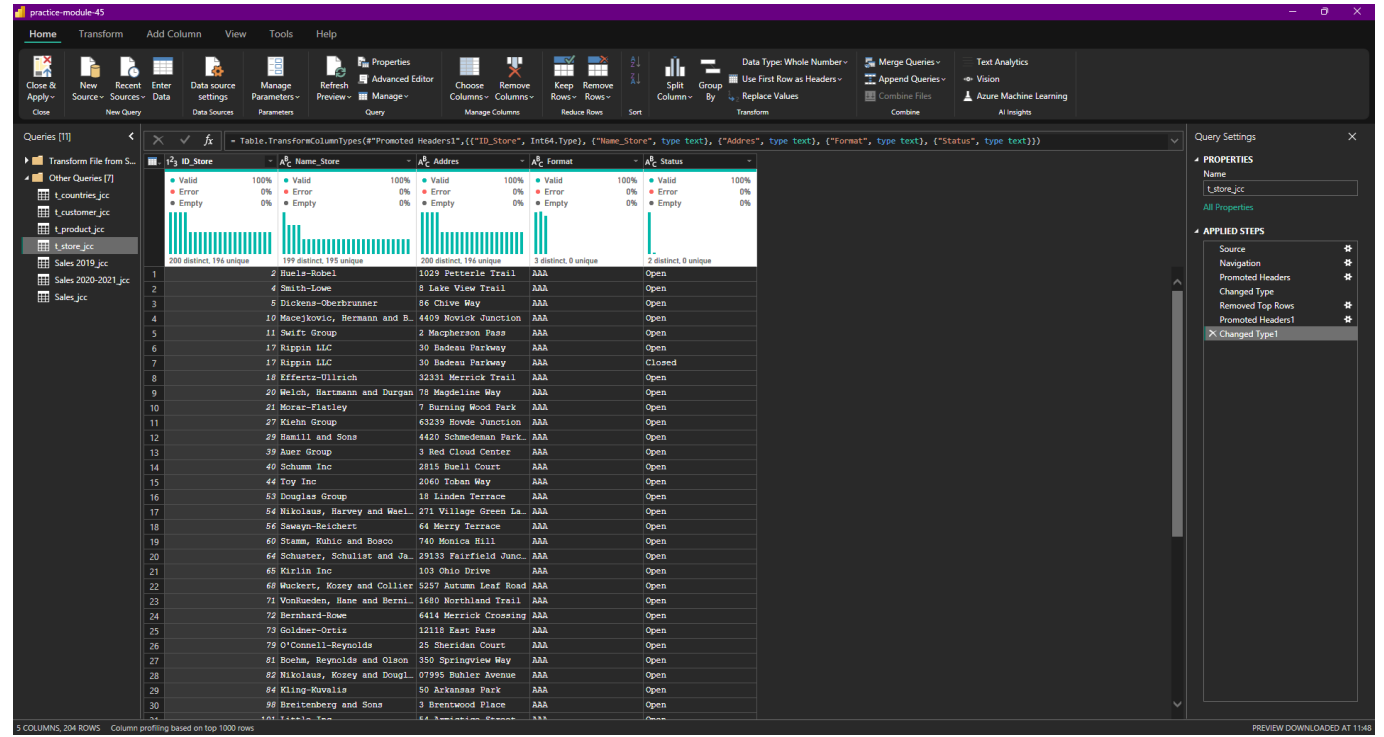 practice-module-45
Home Transform Add Column View Tools Help
Close & Apply
New Source
Recent Sources
Enter Data
Data source settings
Manage Parameters
Refresh Preview
Properties
Advanced Editor
Manage
Choose Columns
Remove Columns
Keep Rows
Remove Rows
Split Column
Group By
Data Type: Whole Number
Use First Row as Headers
Replace Values
Merge Queries
Append Queries
Combine Files
Text Analytics
Vision
Azure Machine Learning
Close New Query Data Sources Parameters Query Manage Columns Reduce Rows Sort Transform Combine AI Insights
Queries [11]
Transform File from S...
Other Queries [7]
t_countries_jcc
t_customer_jcc
t_product_jcc
t_store_jcc
Sales 2019_jcc
Sales 2020-2021_jcc
Sales_jcc
fx = Table.TransformColumnTypes(#"Promoted Headers1",{{"ID_Store", Int64.Type}, {"Name_Store", type text}, {"Addres", type text}, {"Format", type text}, {"Status", type text}})
ID_Store Name_Store Addres Format Status
Valid 100% Valid 100% Valid 100% Valid 100% Valid 100%
Error 0% Error 0% Error 0% Error 0% Error 0%
Empty 0% Empty 0% Empty 0% Empty 0% Empty 0%
200 distinct, 196 unique 199 distinct, 195 unique 200 distinct, 196 unique 3 distinct, 0 unique 2 distinct, 0 unique
1 2 Huels-Robel 1029 Petterle Trail AAA Open
2 4 Smith-Lowe 8 Lake View Trail AAA Open
3 5 Dickens-Oberbrunner 86 Chive Way AAA Open
4 10 Macejkovic, Hermann and B... 4409 Novick Junction AAA Open
5 11 Swift Group 2 Macpherson Pass AAA Open
6 17 Rippin LLC 30 Badeau Parkway AAA Open
7 17 Rippin LLC 30 Badeau Parkway AAA Closed
8 18 Effertz-Ullrich 32331 Merrick Trail AAA Open
9 20 Welch, Hartmann and Durgan 78 Magdeline Way AAA Open
10 21 Morar-Flatley 7 Burning Wood Park AAA Open
11 27 Kiehn Group 63239 Hovde Junction AAA Open
12 29 Hamill and Sons 4420 Schmedeman Park... AAA Open
13 39 Auer Group 3 Red Cloud Center AAA Open
14 40 Schumm Inc 2815 Buell Court AAA Open
15 44 Toy Inc 2060 Toban Way AAA Open
16 53 Douglas Group 18 Linden Terrace AAA Open
17 54 Nikolaus, Harvey and Wael... 271 Village Green La... AAA Open
18 56 Sawayn-Reichert 64 Merry Terrace AAA Open
19 60 Stamm, Kuhic and Bosco 740 Monica Hill AAA Open
20 64 Schuster, Schulist and Ja... 29133 Fairfield Junc... AAA Open
21 65 Kirlin Inc 103 Ohio Drive AAA Open
22 68 Wuckert, Kozey and Collier 5257 Autumn Leaf Road AAA Open
23 71 VonRueden, Hane and Berni... 1680 Northland Trail AAA Open
24 72 Bernhard-Rowe 6414 Merrick Crossing AAA Open
25 73 Goldner-Ortiz 12118 East Pass AAA Open
26 79 O'Connell-Reynolds 25 Sheridan Court AAA Open
27 81 Boehm, Reynolds and Olson 350 Springview Way AAA Open
28 82 Nikolaus, Kozey and Dougl... 07995 Buhler Avenue AAA Open
29 84 Kling-Kuvalis 50 Arkansas Park AAA Open
30 98 Breitenberg and Sons 3 Brentwood Place AAA Open
Query Settings
PROPERTIES
Name
t_store_jcc
All Properties
APPLIED STEPS
Source
Navigation
Promoted Headers
Changed Type
Removed Top Rows
Promoted Headers1
Changed Type1
5 COLUMNS, 204 ROWS Column profiling based on top 1000 rows
PREVIEW DOWNLOADED AT 11:48